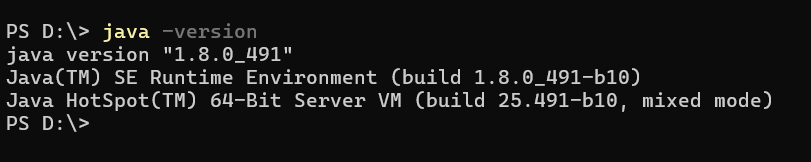 PS D:\> java -version
java version "1.8.0_491"
Java(TM) SE Runtime Environment (build 1.8.0_491-b10)
Java HotSpot(TM) 64-Bit Server VM (build 25.491-b10, mixed mode)
PS D:\>